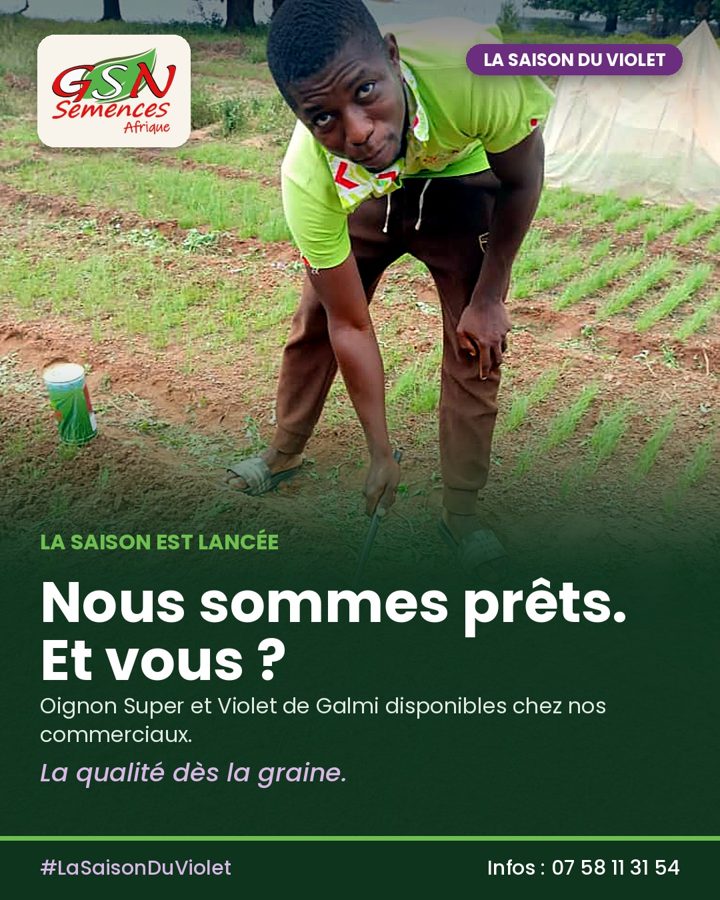 GSN
Semences
Afrique
LA SAISON DU VIOLET
LA SAISON EST LANCÉE
Nous sommes prêts.
Et vous ?
Oignon Super et Violet de Galmi disponibles chez nos
commerciaux.
La qualité dès la graine.
#LaSaisonDuViolet
Infos : 07 58 11 31 54